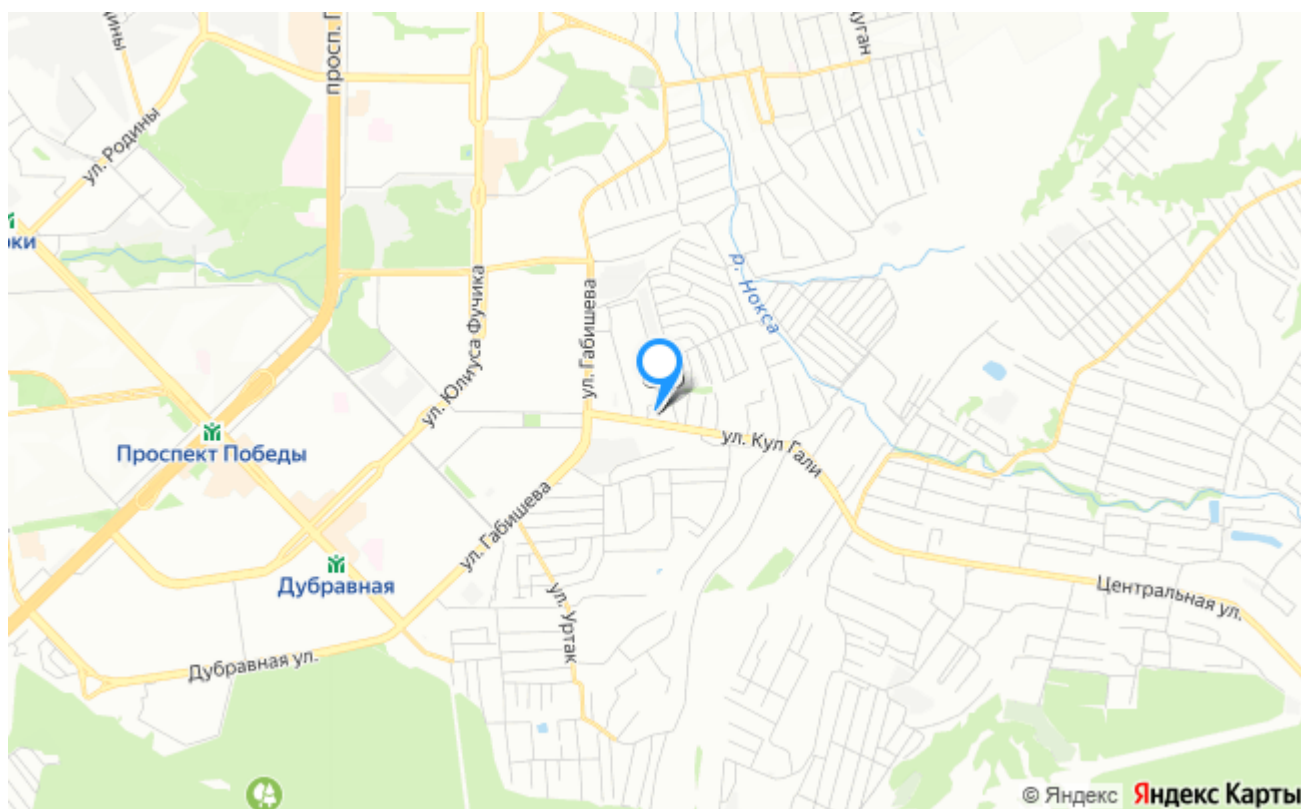 просп. П
ул. Родины
р. Нокса
ул. Габишева
ул. Юлиуса Фучика
Проспект Победы
ул. Кул Гали
ул. Габишева
Дубравная
ул. Уртак
Центральная ул.
Дубравная ул.
© Яндекс Яндекс Карты